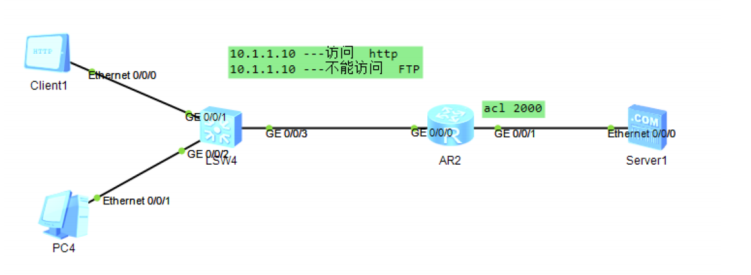 HTTP
Client1
Ethernet 0/0/0
10.1.1.10 ---访问 http
10.1.1.10 ---不能访问 FTP
GE 0/0/1
GE 0/0/2
LSW4
GE 0/0/3
GE 0/0/0
R
AR2
acl 2000
GE 0/0/1
.COM
Ethernet 0/0/0
Server1
Ethernet 0/0/1
PC4